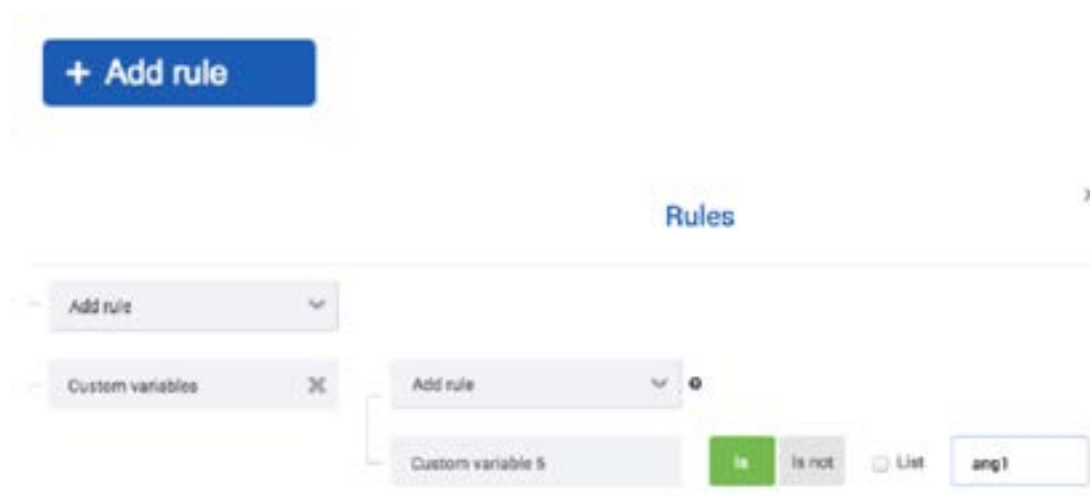 + Add rule
Rules
Add rule
Custom variables
Add rule
Custom variable 5
Is Is not List ang1